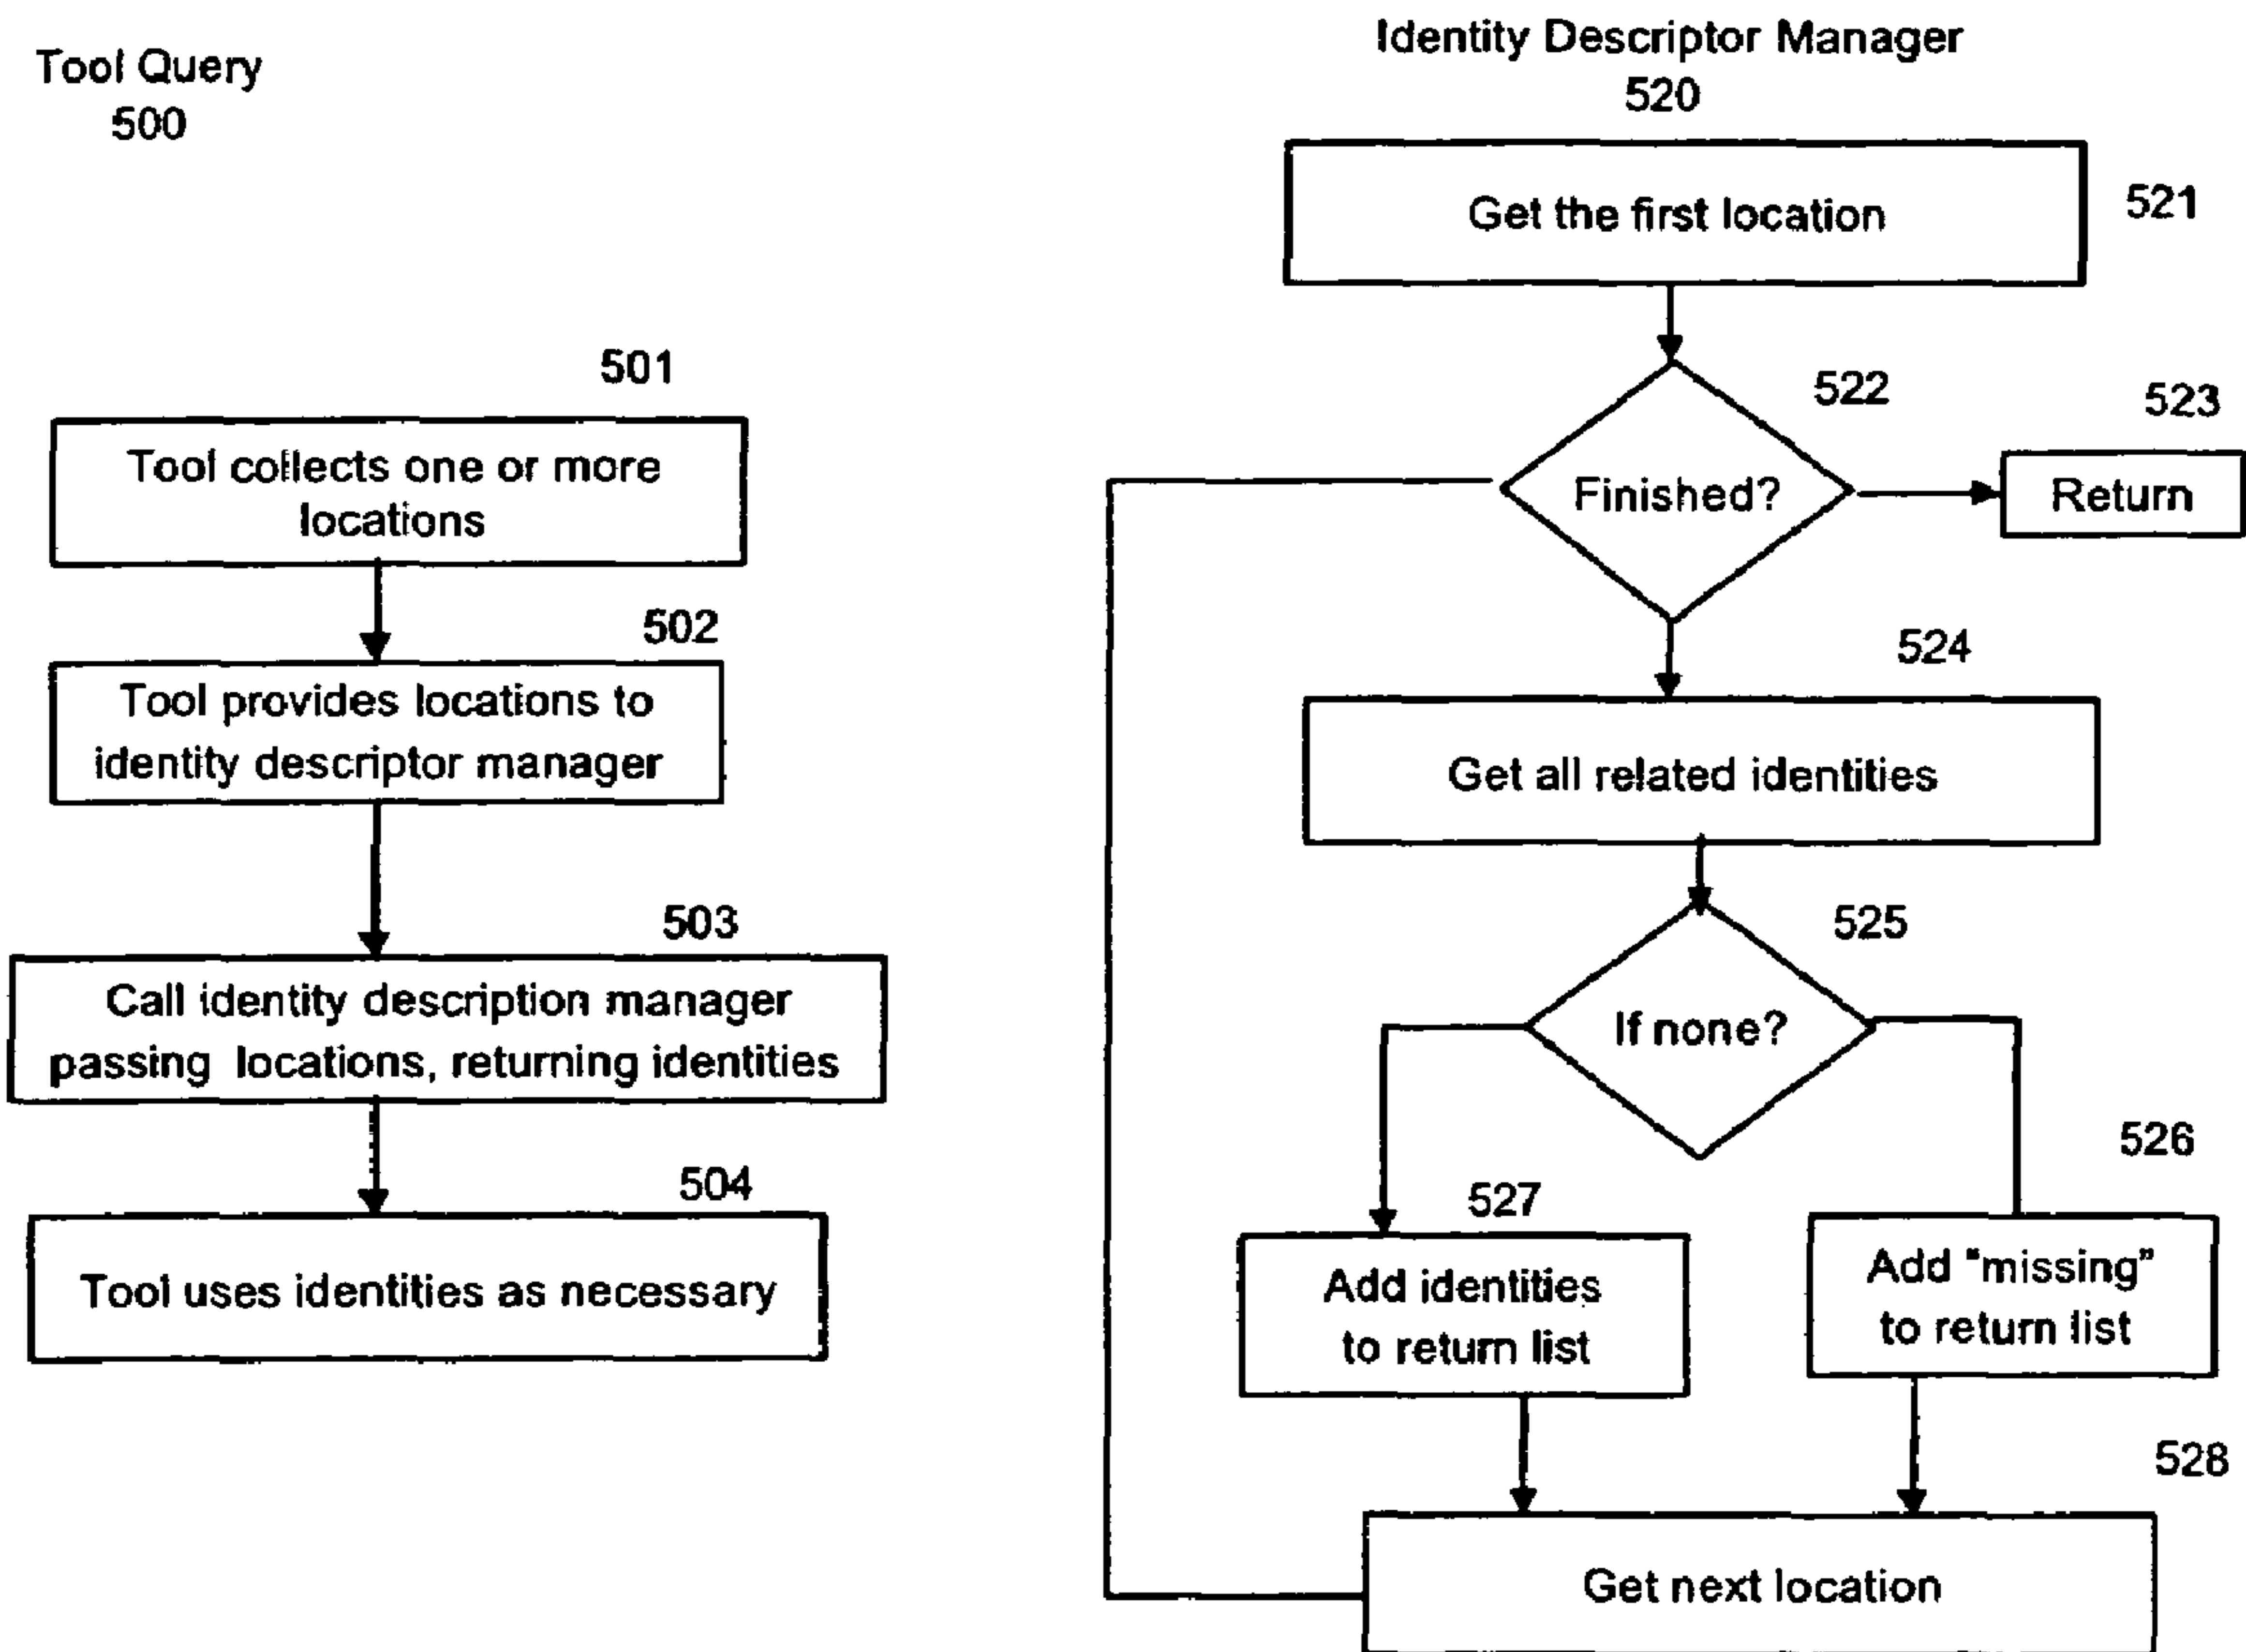 Tool Query
500
501
Tool collects one or more
locations
502
Tool provides locations to
identity descriptor manager
503
Call identity description manager
passing locations, returning identities
504
Tool uses identities as necessary
Identity Descriptor Manager
520
Get the first location
521
522
Finished?
523
Return
524
Get all related identities
525
If none?
526
Add "missing"
to return list
527
Add identities
to return list
528
Get next location